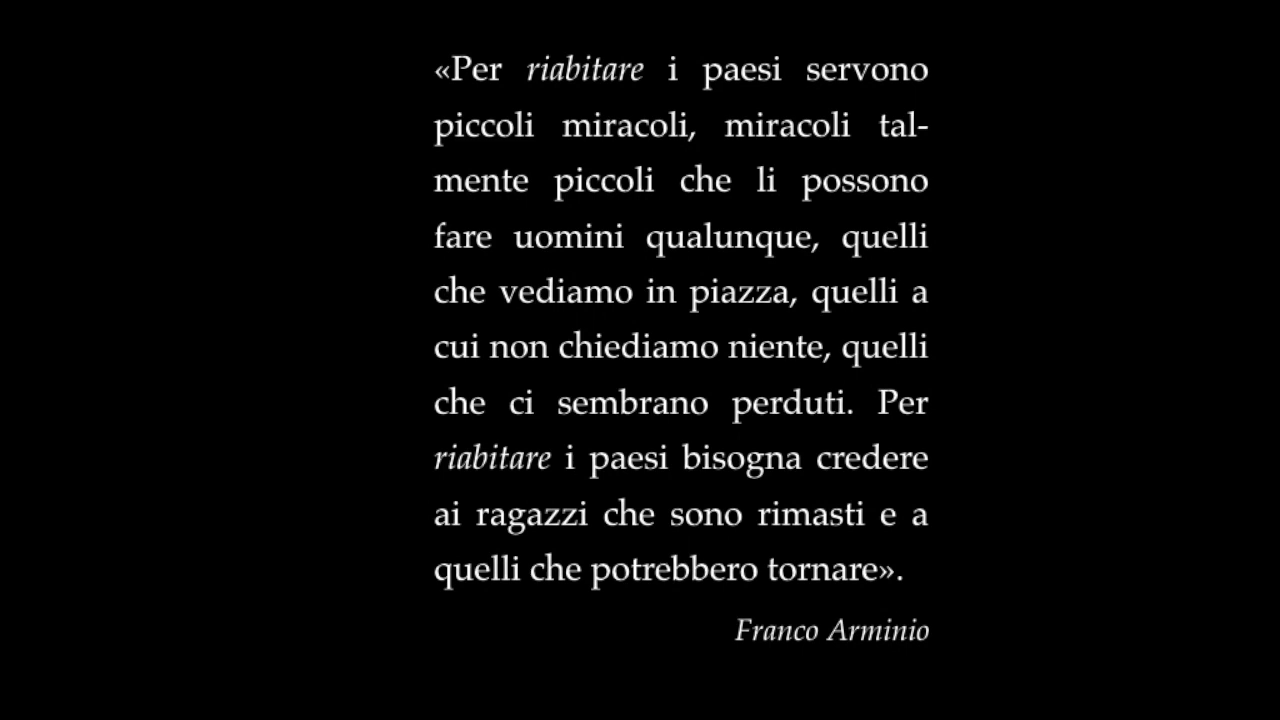 «Per riabitare i paesi servono
piccoli miracoli, miracoli tal-
mente piccoli che li possono
fare uomini qualunque, quelli
che vediamo in piazza, quelli a
cui non chiediamo niente, quelli
che ci sembrano perduti. Per
riabitare i paesi bisogna credere
ai ragazzi che sono rimasti e a
quelli che potrebbero tornare».
Franco Arminio